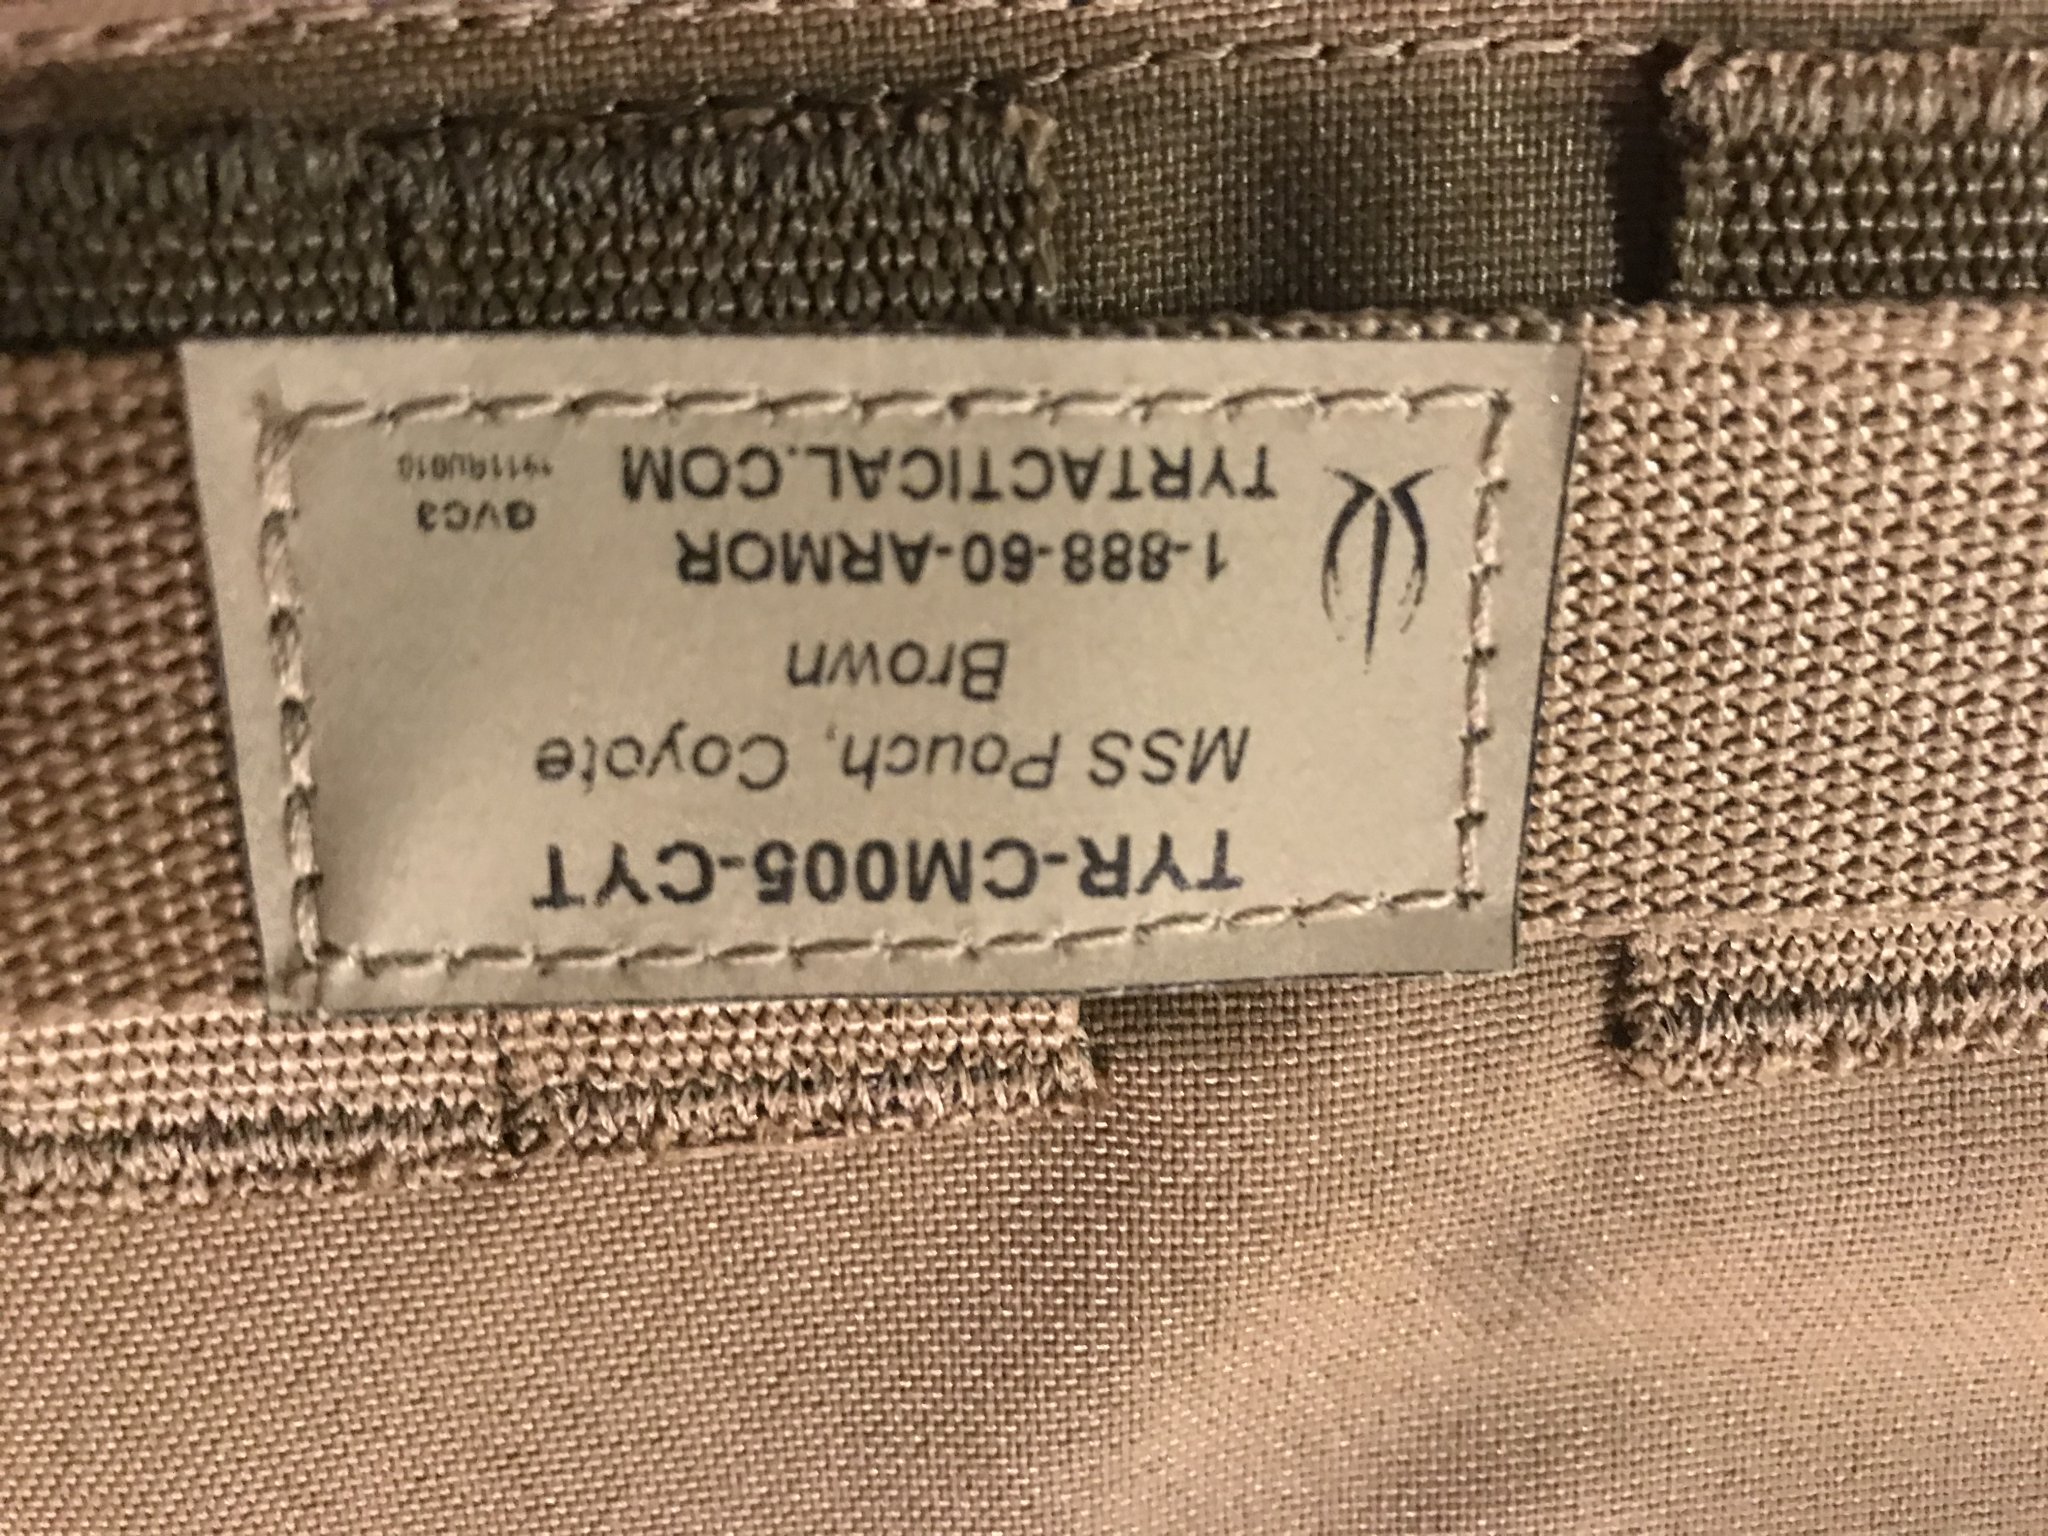 TYR-CM005-CYT
MSS Pouch, Coyote
Brown
1-888-60-ARMOR
TYRTACTICAL.COM